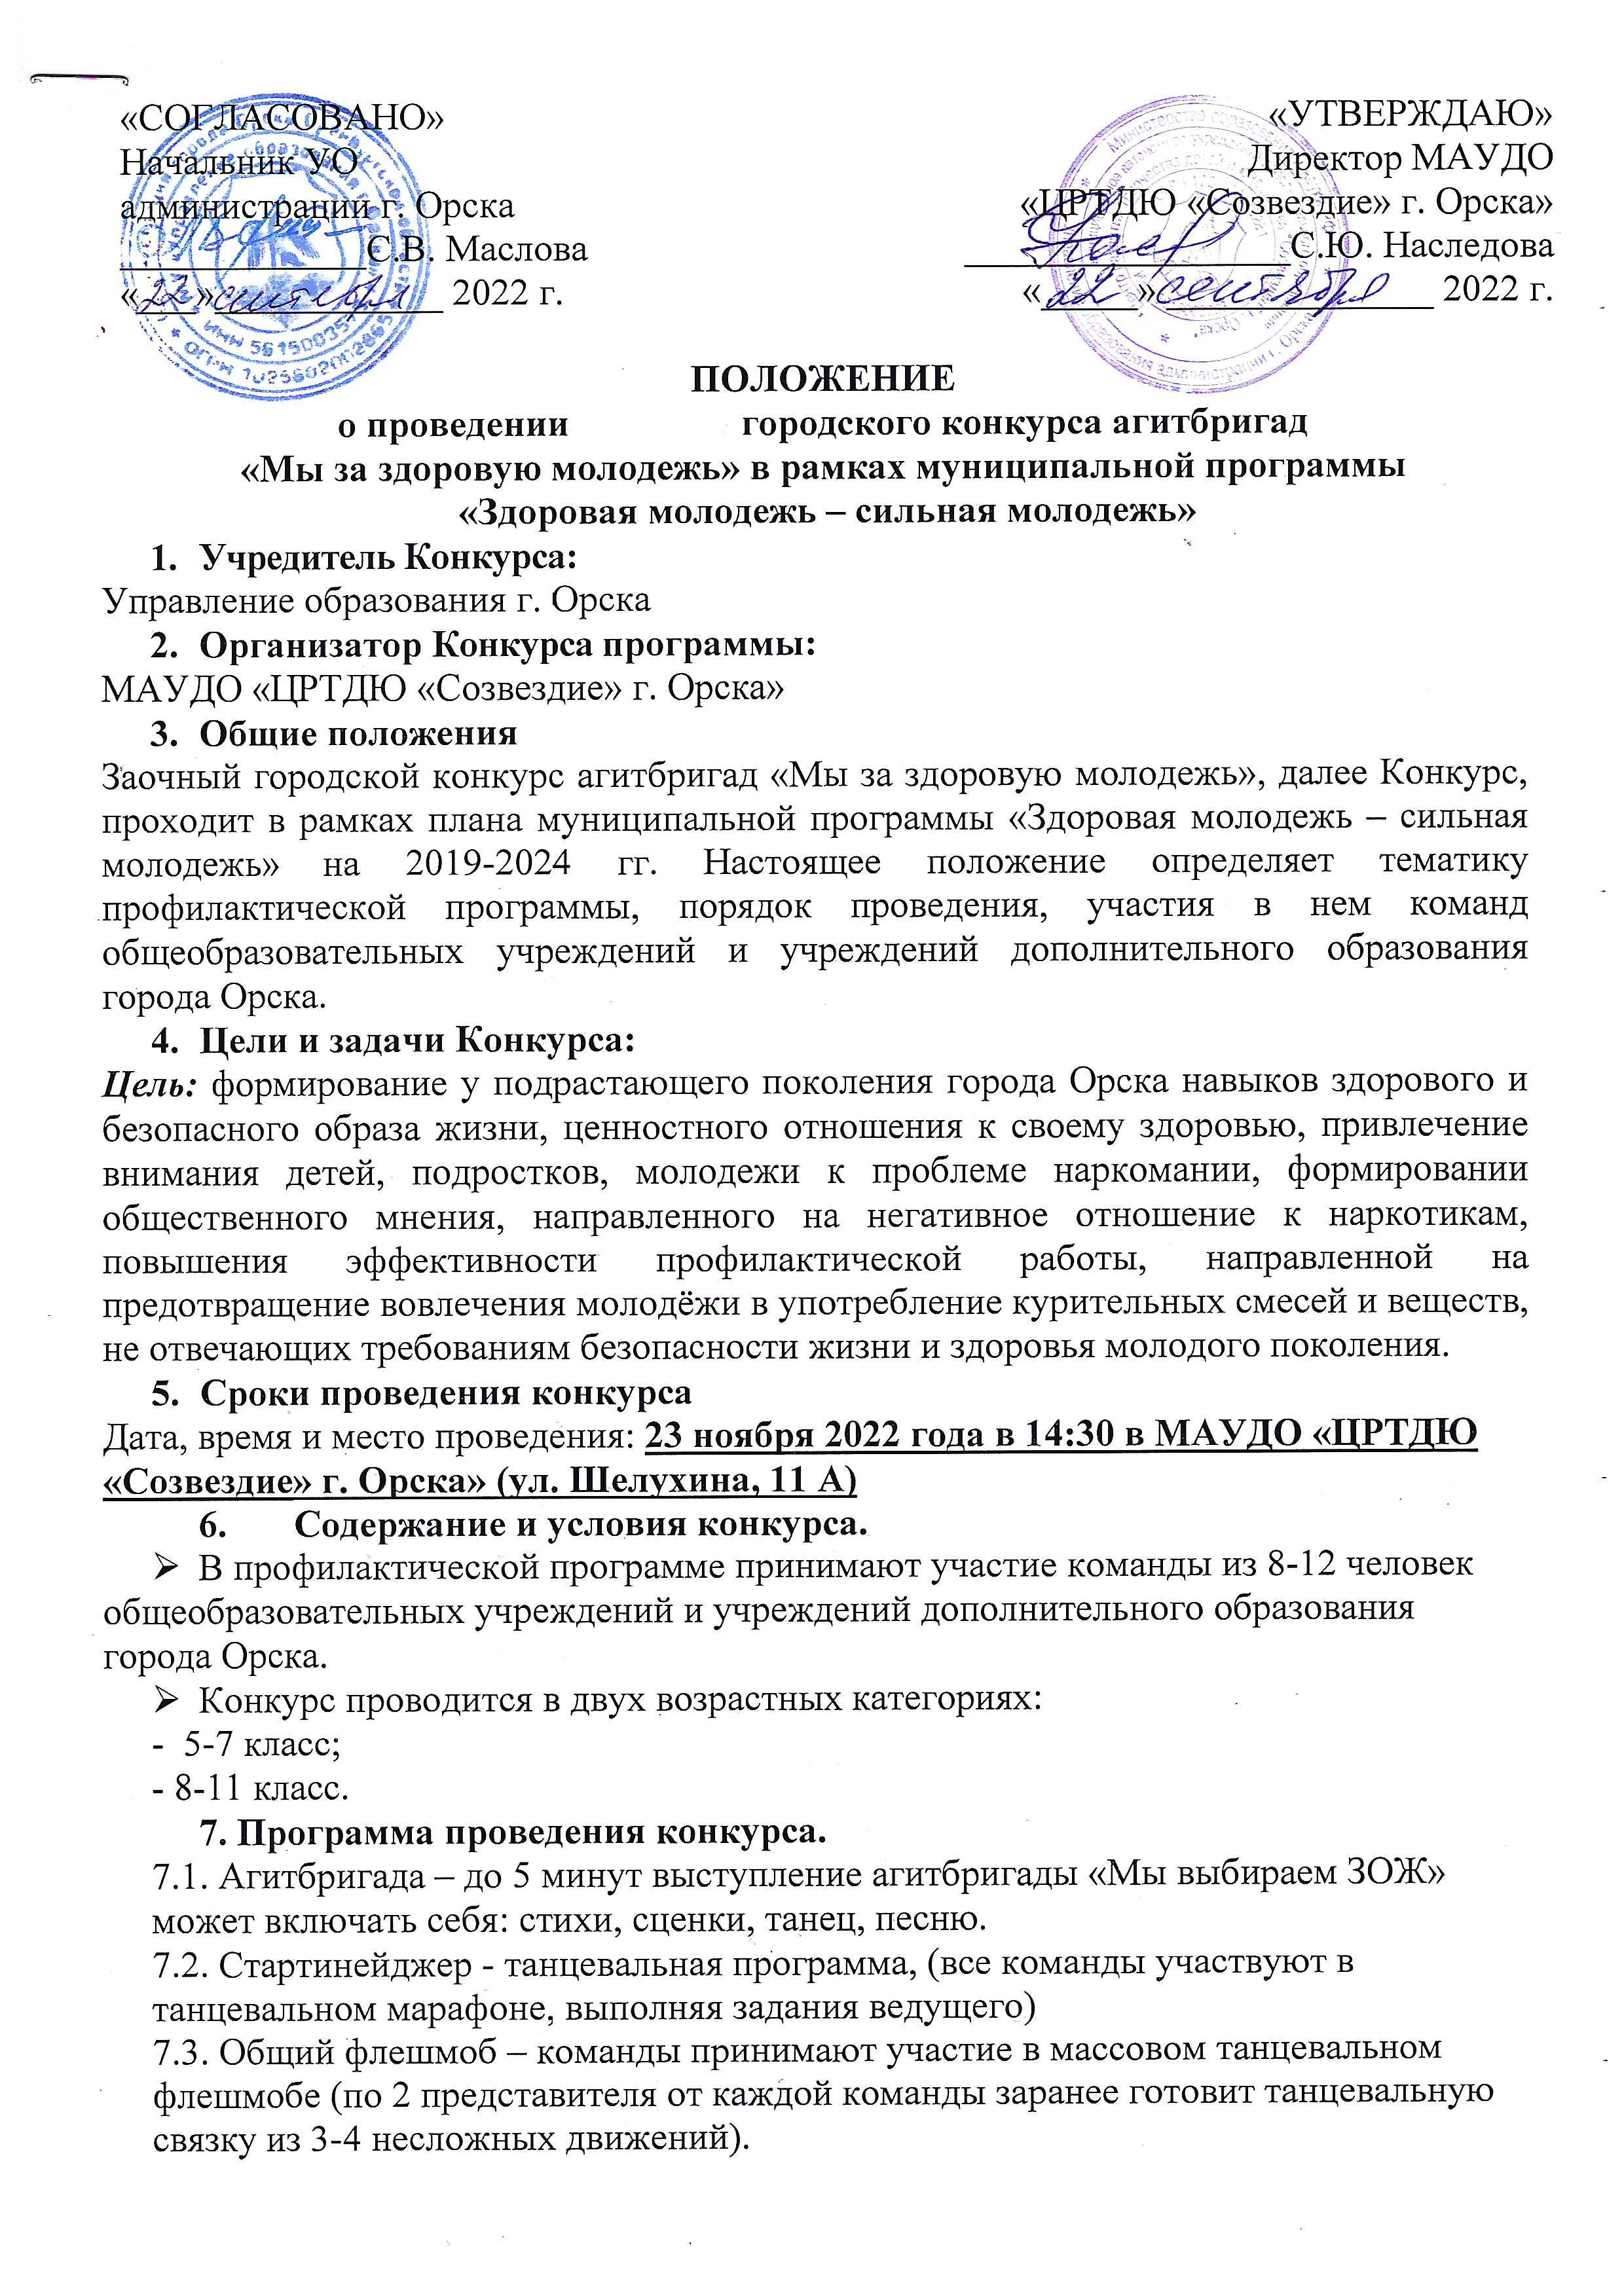 «СОГЛАСОВАНО»
Начальник УО
администрации г. Орска
С.В. Маслова
«22» сентября 2022 г.
«УТВЕРЖДАЮ»
Директор МАУДО
«ЦРТДЮ «Созвездие» г. Орска»
С.Ю. Наследова
«22» сентября 2022 г.
ПОЛОЖЕНИЕ
о проведении городского конкурса агитбригад
«Мы за здоровую молодежь» в рамках муниципальной программы
«Здоровая молодежь – сильная молодежь»
1. Учредитель Конкурса:
Управление образования г. Орска
2. Организатор Конкурса программы:
МАУДО «ЦРТДЮ «Созвездие» г. Орска»
3. Общие положения
Заочный городской конкурс агитбригад «Мы за здоровую молодежь», далее Конкурс,
проходит в рамках плана муниципальной программы «Здоровая молодежь – сильная
молодежь» на 2019-2024 гг. Настоящее положение определяет тематику
профилактической программы, порядок проведения, участия в нем команд
общеобразовательных учреждений и учреждений дополнительного образования
города Орска.
4. Цели и задачи Конкурса:
Цель: формирование у подрастающего поколения города Орска навыков здорового и
безопасного образа жизни, ценностного отношения к своему здоровью, привлечение
внимания детей, подростков, молодежи к проблеме наркомании, формировании
общественного мнения, направленного на негативное отношение к наркотикам,
повышения эффективности профилактической работы, направленной на
предотвращение вовлечения молодёжи в употребление курительных смесей и веществ,
не отвечающих требованиям безопасности жизни и здоровья молодого поколения.
5. Сроки проведения конкурса
Дата, время и место проведения: 23 ноября 2022 года в 14:30 в МАУДО «ЦРТДЮ
«Созвездие» г. Орска» (ул. Шелухина, 11 А)
6. Содержание и условия конкурса.
➢ В профилактической программе принимают участие команды из 8-12 человек
общеобразовательных учреждений и учреждений дополнительного образования
города Орска.
➢ Конкурс проводится в двух возрастных категориях:
- 5-7 класс;
- 8-11 класс.
7. Программа проведения конкурса.
7.1. Агитбригада – до 5 минут выступление агитбригады «Мы выбираем ЗОЖ»
может включать себя: стихи, сценки, танец, песню.
7.2. Стартинейджер - танцевальная программа, (все команды участвуют в
танцевальном марафоне, выполняя задания ведущего)
7.3. Общий флешмоб – команды принимают участие в массовом танцевальном
флешмобе (по 2 представителя от каждой команды заранее готовит танцевальную
связку из 3-4 несложных движений).